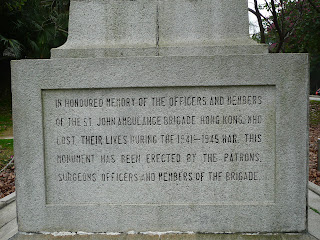 IN HONOURED MEMORY OF THE OFFICERS AND MEMBERS
OF THE ST. JOHN AMBULANCE BRIGADE HONG KONG, WHO
LOST THEIR LIVES DURING THE 1941-1945 WAR. THIS
MONUMENT HAS BEEN ERECTED BY THE PATRONS,
SURGEONS OFFICERS AND MEMBERS OF THE BRIGADE.